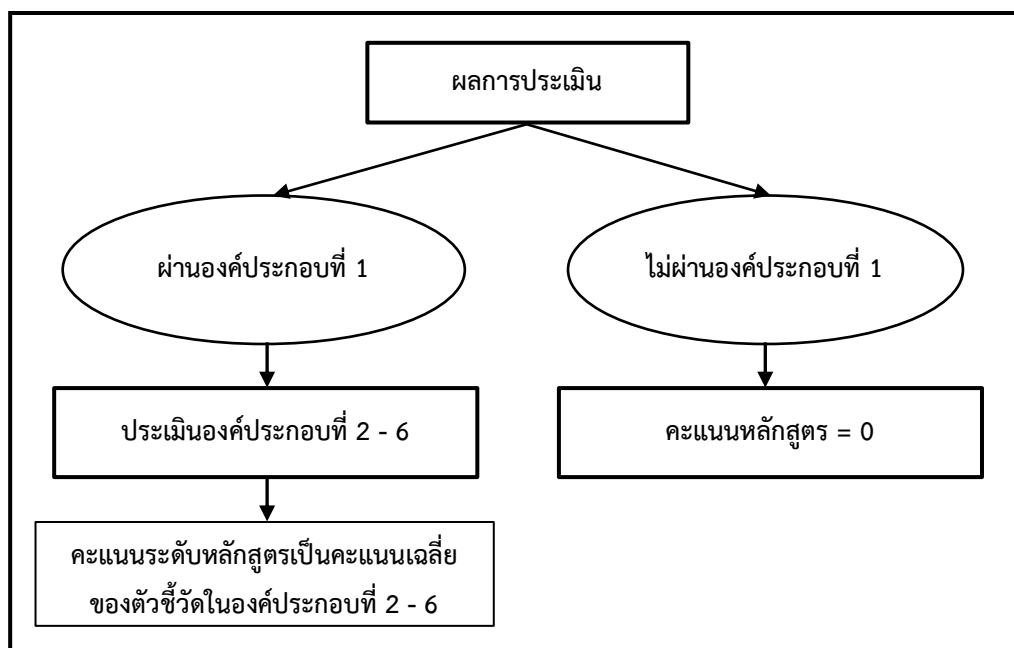 ผลการประเมิน
ผ่านองค์ประกอบที่ 1
ไม่ผ่านองค์ประกอบที่ 1
ประเมินองค์ประกอบที่ 2 - 6
คะแนนหลักสูตร = 0
คะแนนระดับหลักสูตรเป็นคะแนนเฉลี่ย
ของตัวชี้วัดในองค์ประกอบที่ 2 - 6